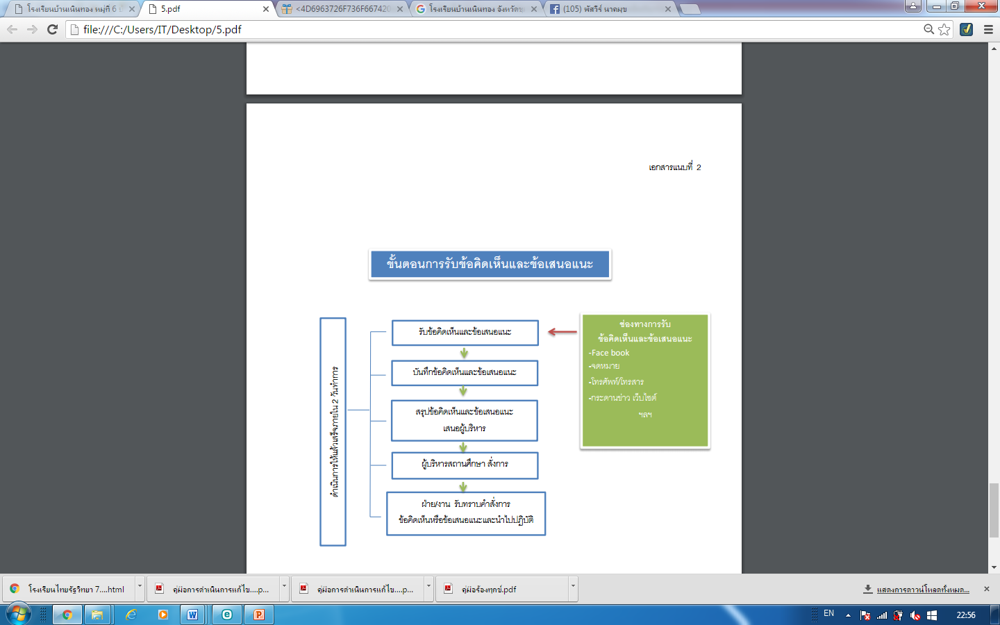 โรงเรียนบ้านเนินทอง หมู่ที่ 6
5.pdf
<4D6963726F736F667420
โรงเรียนบ้านเนินทอง จังหวัด
(105) พัสวีร์ นาคมุข
file:///C:/Users/IT/Desktop/5.pdf
เอกสารแนบที่ 2
ขั้นตอนการรับข้อคิดเห็นและข้อเสนอแนะ
ดำเนินการให้แล้วเสร็จภายใน 2 วันทำการ
รับข้อคิดเห็นและข้อเสนอแนะ
บันทึกข้อคิดเห็นและข้อเสนอแนะ
สรุปข้อคิดเห็นและข้อเสนอแนะ
เสนอผู้บริหาร
ผู้บริหารสถานศึกษา สั่งการ
ฝ่าย/งาน รับทราบคำสั่งการ
ข้อคิดเห็นหรือข้อเสนอแนะและนำไปปฏิบัติ
ช่องทางการรับ
ข้อคิดเห็นและข้อเสนอแนะ
-Face book
-จดหมาย
-โทรศัพท์/โทรสาร
-กระดานข่าว เว็บไซต์
ฯลฯ
โรงเรียนไทยรัฐวิทยา 7....html
คู่มือการดำเนินการแก้ไข....p...
คู่มือการดำเนินการแก้ไข....p...
คู่มือร้องทุกข์.pdf
แสดงการดาวน์โหลดทั้งหมด...
EN
22:56